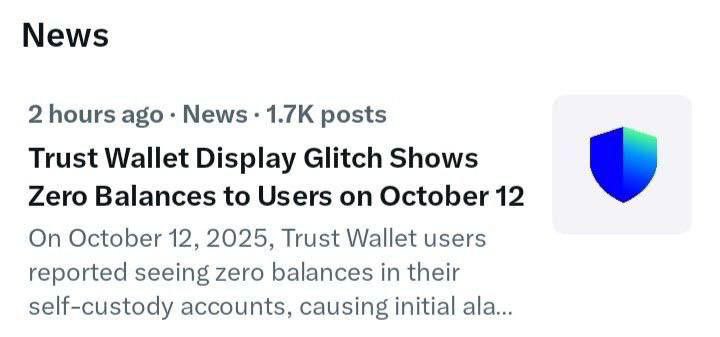 News
2 hours ago · News · 1.7K posts
Trust Wallet Display Glitch Shows
Zero Balances to Users on October 12
On October 12, 2025, Trust Wallet users
reported seeing zero balances in their
self-custody accounts, causing initial ala...